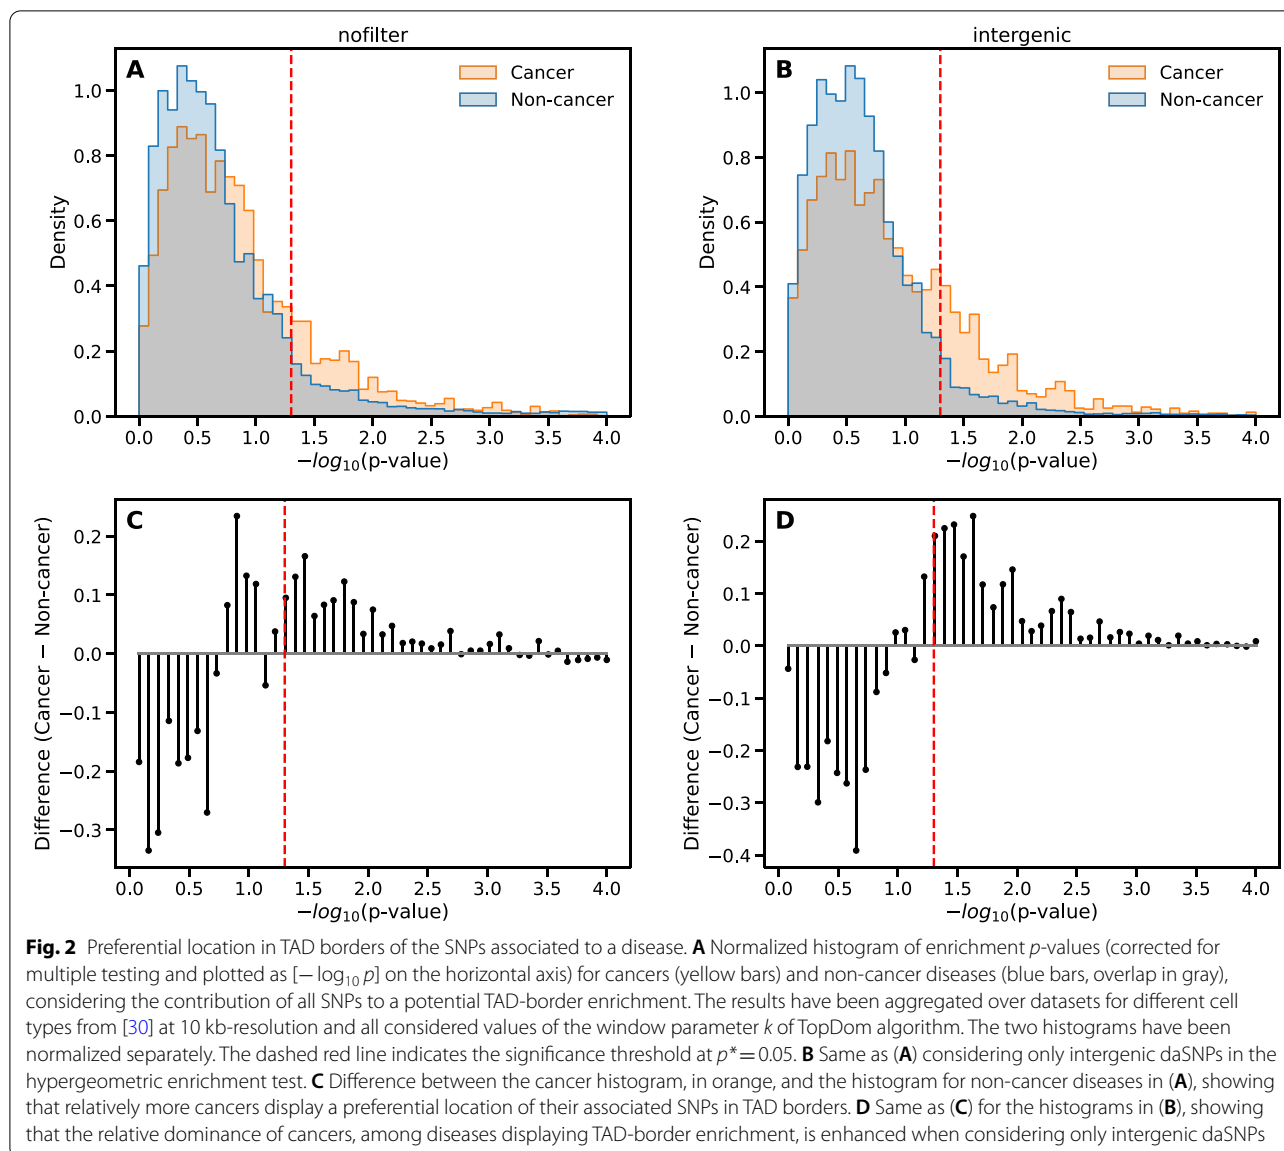 nofilter
A
Cancer
Non-cancer
1.0
0.8
0.6
0.4
0.2
0.0
Density
0.0 0.5 1.0 1.5 2.0 2.5 3.0 3.5 4.0
−log10(p-value)
intergenic
B
Cancer
Non-cancer
1.0
0.8
0.6
0.4
0.2
0.0
Density
0.0 0.5 1.0 1.5 2.0 2.5 3.0 3.5 4.0
−log10(p-value)
C
0.2
0.1
0.0
−0.1
−0.2
−0.3
Difference (Cancer − Non-cancer)
0.0 0.5 1.0 1.5 2.0 2.5 3.0 3.5 4.0
−log10(p-value)
D
0.2
0.1
0.0
−0.1
−0.2
−0.3
−0.4
Difference (Cancer − Non-cancer)
0.0 0.5 1.0 1.5 2.0 2.5 3.0 3.5 4.0
−log10(p-value)
Fig. 2 Preferential location in TAD borders of the SNPs associated to a disease. A Normalized histogram of enrichment p-values (corrected for
multiple testing and plotted as [− log10 p] on the horizontal axis) for cancers (yellow bars) and non-cancer diseases (blue bars, overlap in gray),
considering the contribution of all SNPs to a potential TAD-border enrichment. The results have been aggregated over datasets for different cell
types from [30] at 10 kb-resolution and all considered values of the window parameter k of TopDom algorithm. The two histograms have been
normalized separately. The dashed red line indicates the significance threshold at p* = 0.05. B Same as (A) considering only intergenic daSNPs in the
hypergeometric enrichment test. C Difference between the cancer histogram, in orange, and the histogram for non-cancer diseases in (A), showing
that relatively more cancers display a preferential location of their associated SNPs in TAD borders. D Same as (C) for the histograms in (B), showing
that the relative dominance of cancers, among diseases displaying TAD-border enrichment, is enhanced when considering only intergenic daSNPs